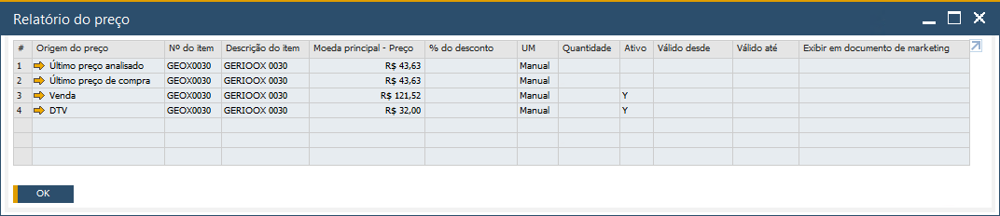 Relatório do preço
# Origem do preço Nº do item Descrição do item Moeda principal - Preço % do desconto UM Quantidade Ativo Válido desde Válido até Exibir em documento de marketing
1 Último preço analisado GEOX0030 GERIOOX 0030 R$ 43,63 Manual
2 Último preço de compra GEOX0030 GERIOOX 0030 R$ 43,63 Manual
3 Venda GEOX0030 GERIOOX 0030 R$ 121,52 Manual Y
4 DTV GEOX0030 GERIOOX 0030 R$ 32,00 Manual Y
OK